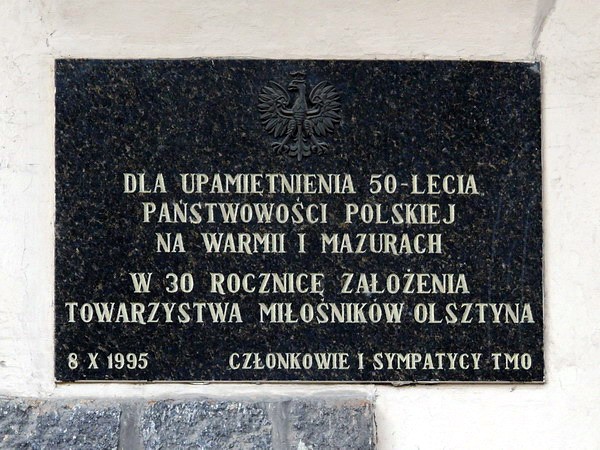 DLA UPAMIĘTNIENIA 50-LECIA
PAŃSTWOWOŚCI POLSKIEJ
NA WARMII I MAZURACH
W 30 ROCZNICĘ ZAŁOŻENIA
TOWARZYSTWA MIŁOŚNIKÓW OLSZTYNA
8 X 1995 CZŁONKOWIE I SYMPATYCY TMO